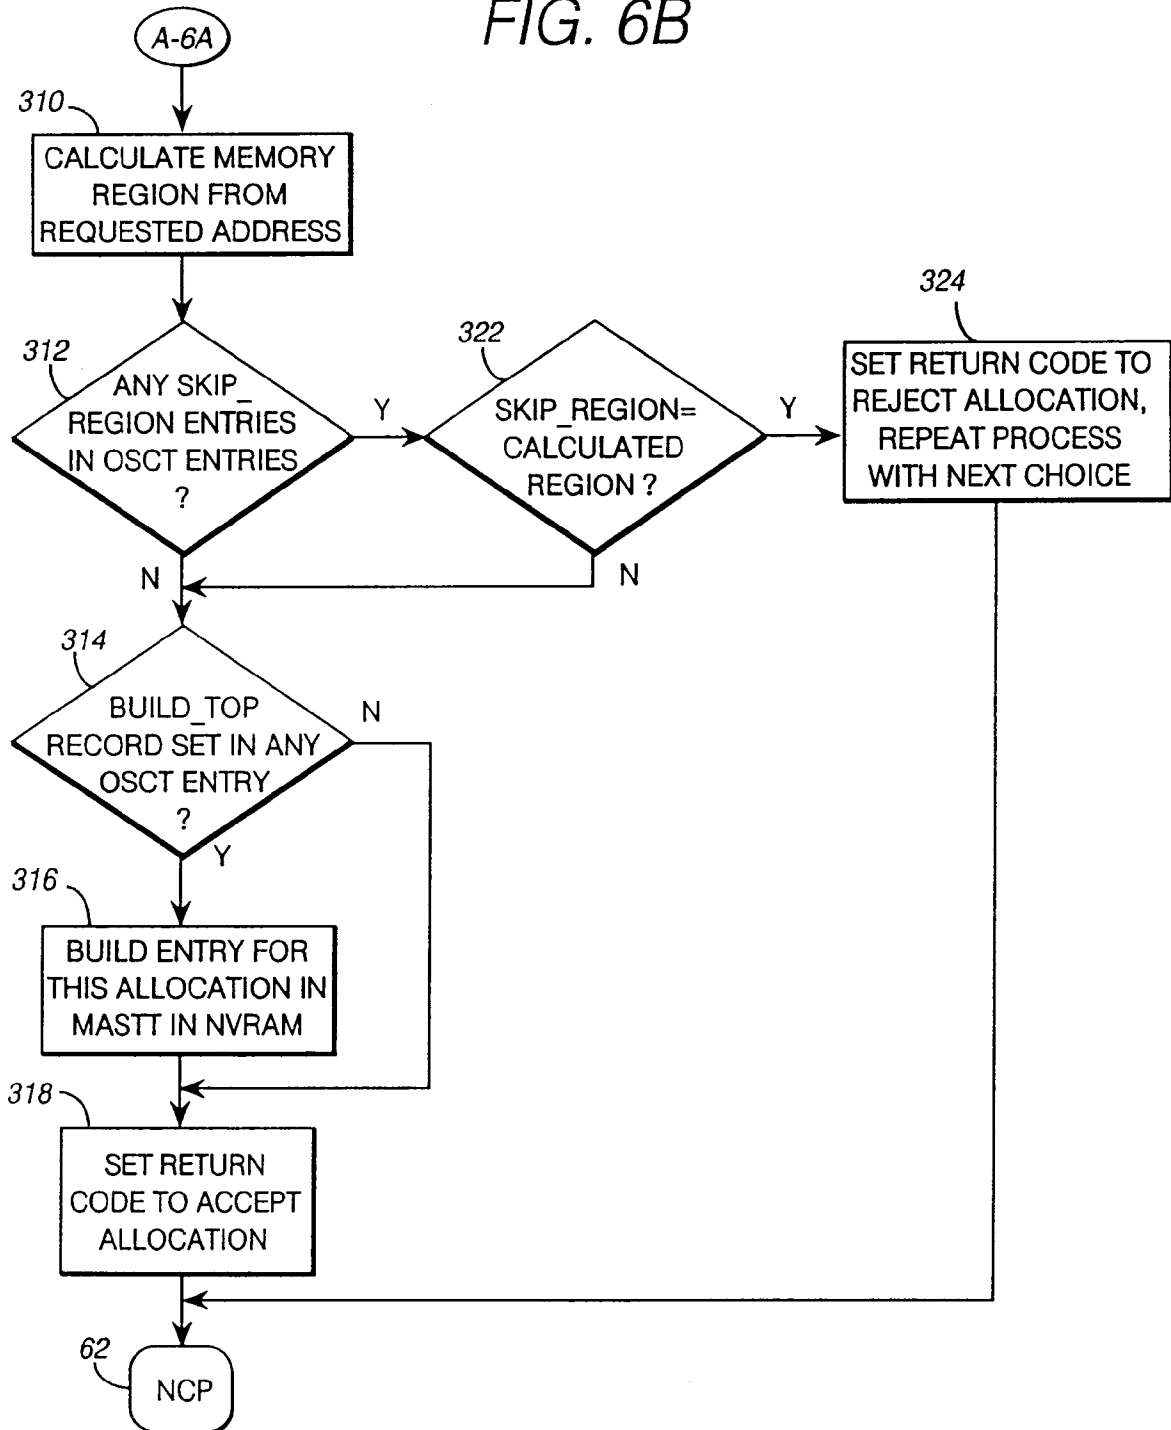 FIG. 6B
A-6A
310
CALCULATE MEMORY
REGION FROM
REQUESTED ADDRESS
312
ANY SKIP_
REGION ENTRIES
IN OSCT ENTRIES
?
Y
N
322
SKIP_REGION=
CALCULATED
REGION ?
Y
N
324
SET RETURN CODE TO
REJECT ALLOCATION,
REPEAT PROCESS
WITH NEXT CHOICE
314
BUILD_TOP
RECORD SET IN ANY
OSCT ENTRY
?
N
Y
316
BUILD ENTRY FOR
THIS ALLOCATION IN
MASTT IN NVRAM
318
SET RETURN
CODE TO ACCEPT
ALLOCATION
62
NCP